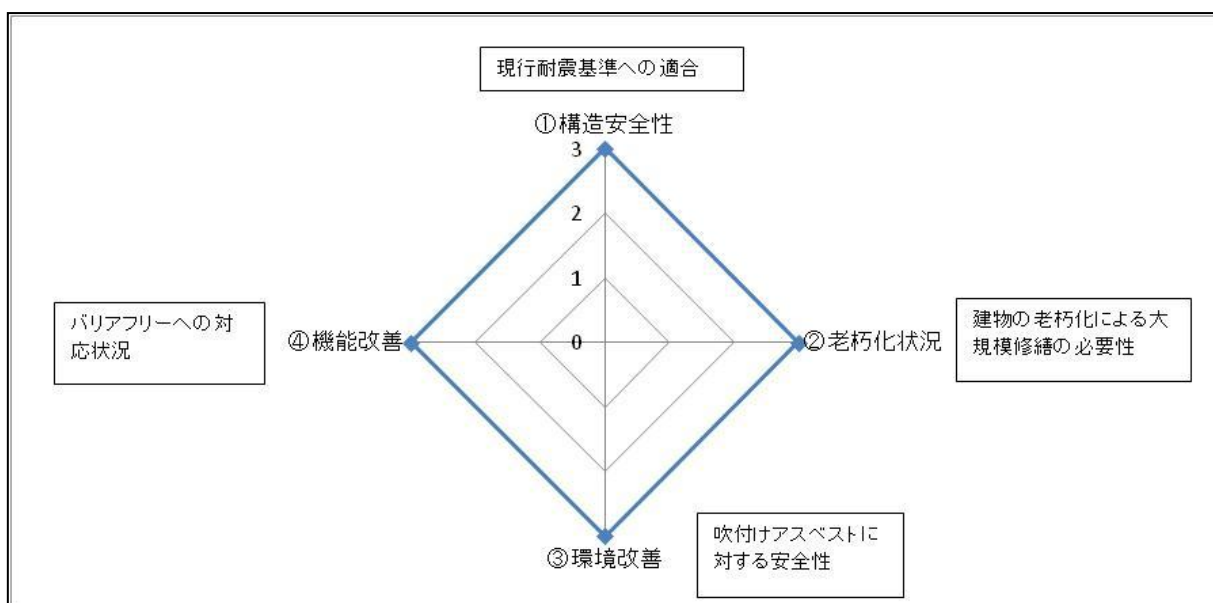 現行耐震基準への適合
①構造安全性
3
2
1
0
バリアフリーへの対
応状況
④機能改善
②老朽化状況
建物の老朽化による大
規模修繕の必要性
③環境改善
吹付けアスベストに
対する安全性